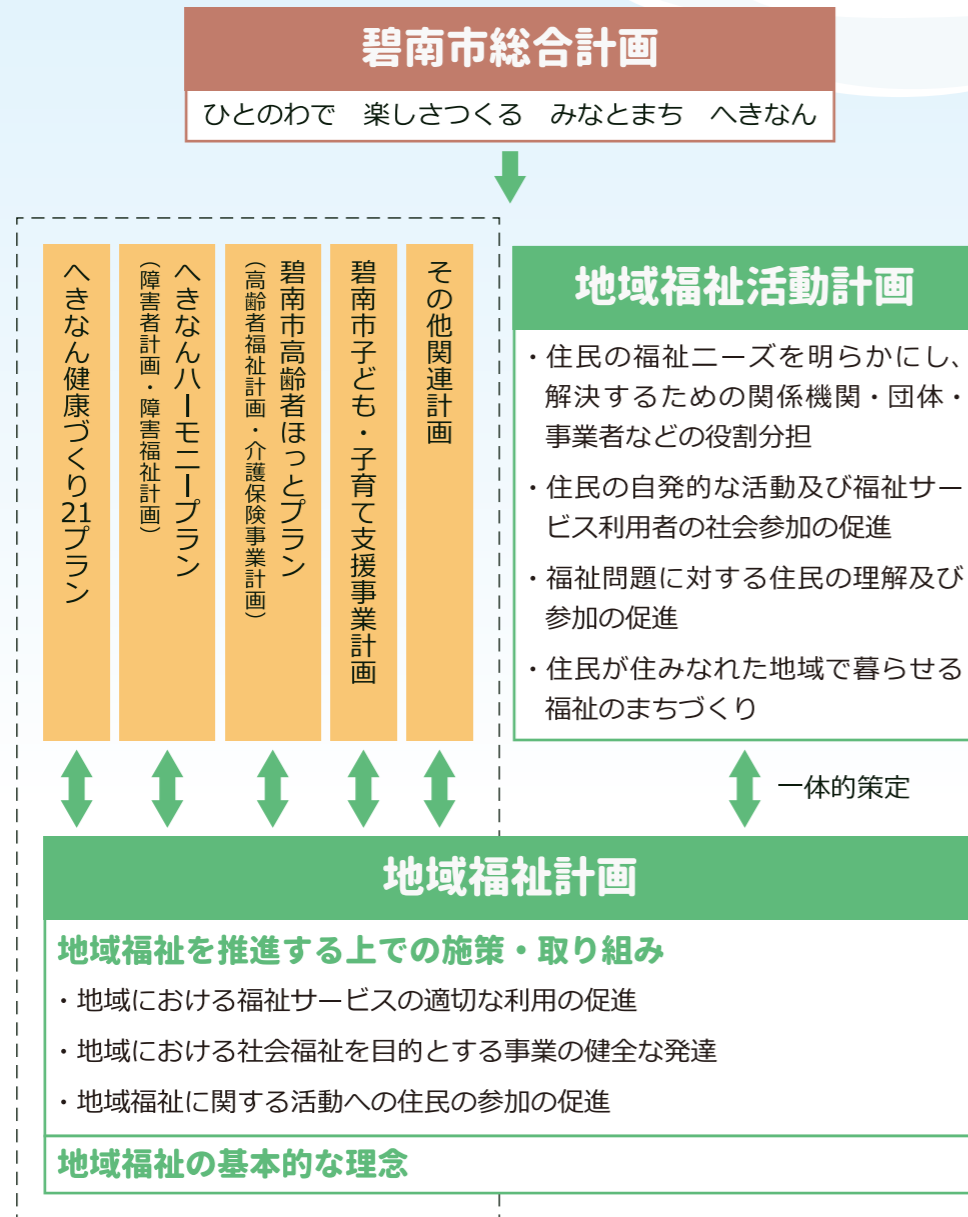 碧南市総合計画
ひとのわで　楽しさつくる　みなとまち　へきなん
へきなん健康づくり21プラン
へきなんハーモニープラン
（障害者計画・障害福祉計画）
碧南市高齢者ほっとプラン
（高齢者福祉計画・介護保険事業計画）
碧南市子ども・子育て支援事業計画
その他関連計画
地域福祉活動計画
・住民の福祉ニーズを明らかにし、
解決するための関係機関・団体・
事業者などの役割分担
・住民の自発的な活動及び福祉サー
ビス利用者の社会参加の促進
・福祉問題に対する住民の理解及び
参加の促進
・住民が住みなれた地域で暮らせる
福祉のまちづくり
一体的策定
地域福祉計画
地域福祉を推進する上での施策・取り組み
・地域における福祉サービスの適切な利用の促進
・地域における社会福祉を目的とする事業の健全な発達
・地域福祉に関する活動への住民の参加の促進
地域福祉の基本的な理念